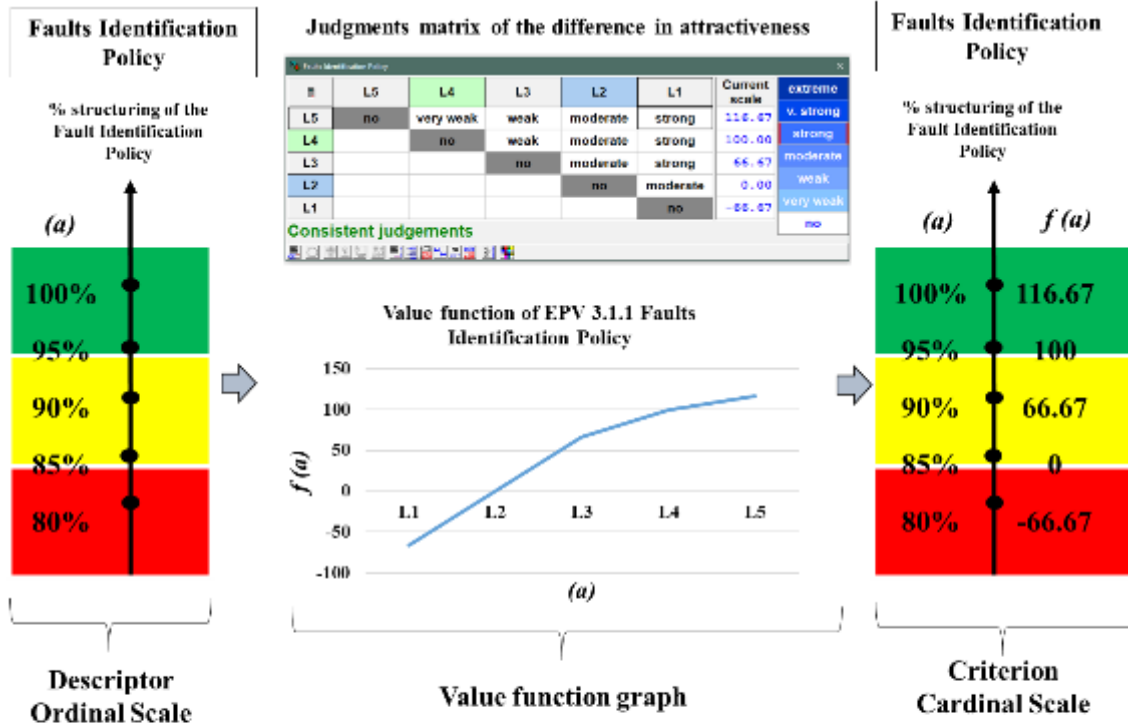 Faults Identification
Policy
% structuring of the
Fault Identification
Policy
(a)
100%
95%
90%
85%
80%
Descriptor
Ordinal Scale
Judgments matrix of the difference in attractiveness
Faults Identification Policy
L5 L4 L3 L2 L1 Current
scale
L5 no very weak weak moderate strong 116.67
L4 no weak moderate strong 100.00
L3 no moderate strong 66.67
L2 no moderate 0.00
L1 no -66.67
extreme
v. strong
strong
moderate
weak
very weak
no
Consistent judgements
Value function of EPV 3.1.1 Faults
Identification Policy
150
100
50
0
-50
-100
f (a)
L1 L2 L3 L4 L5
(a)
Value function graph
Faults Identification
Policy
% structuring of the
Fault Identification
Policy
(a) f (a)
100% 116.67
95% 100
90% 66.67
85% 0
80% -66.67
Criterion
Cardinal Scale